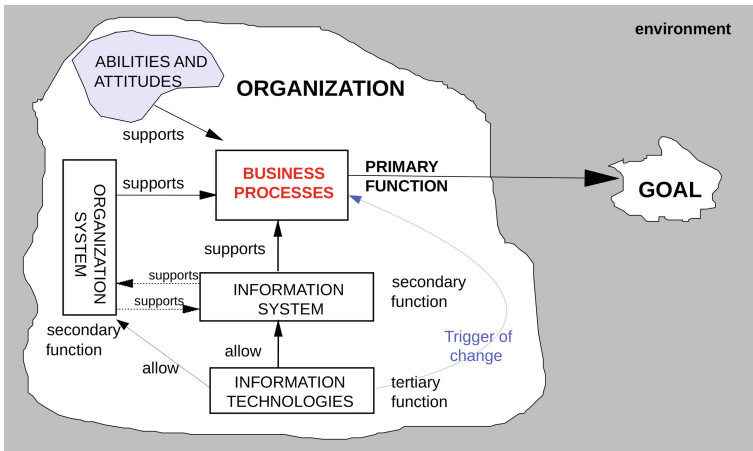 environment
ABILITIES AND
ATTITUDES
ORGANIZATION
supports
BUSINESS
PROCESSES
PRIMARY
FUNCTION
GOAL
supports
ORGANIZATION
SYSTEM
supports
supports
supports
INFORMATION
SYSTEM
secondary
function
secondary
function
allow
allow
Trigger of
change
INFORMATION
TECHNOLOGIES
tertiary
function